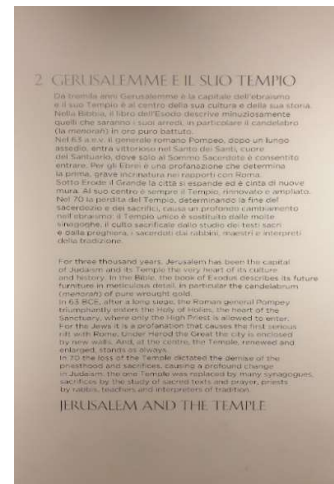 2 GERUSALEMME E IL SUO TEMPIO
Da tremila anni Gerusalemme è la capitale dell'ebraismo
e il suo Tempio è al centro della sua cultura e della sua storia.
Nella Bibbia, il libro dell'Esodo descrive minuziosamente
quelli che saranno i suoi arredi, in particolare il candelabro
(la menorah) in oro puro battuto.
Nel 63 a.e.v. il generale romano Pompeo, dopo un lungo
assedio, entra vittorioso nel Santo dei Santi, cuore
del Santuario, dove solo al Sommo Sacerdote è consentito
entrare. Per gli Ebrei è una profanazione che determina
la prima, grave incrinatura nei rapporti con Roma.
Sotto Erode il Grande la città si espande ed è cinta di nuove
mura. Al suo centro è sempre il Tempio, rinnovato e ampliato.
Nel 70 la perdita del Tempio, determinando la fine del
sacerdozio e dei sacrifici, causa un profondo cambiamento
nell'ebraismo: il Tempio unico è sostituito dalle molte
sinagoghe, il culto sacrificale dallo studio dei testi sacri
e dalla preghiera, i sacerdoti dai rabbini, maestri e interpreti
della tradizione.
For three thousand years, Jerusalem has been the capital
of Judaism and its Temple the very heart of its culture
and history. In the Bible, the book of Exodus describes its future
furniture in meticulous detail, in particular the candelabrum
(menorah) of pure wrought gold.
In 63 BCE, after a long siege, the Roman general Pompey
triumphantly enters the Holy of Holies, the heart of the
Sanctuary, where only the High Priest is allowed to enter.
For the Jews it is a profanation that causes the first serious
rift with Rome. Under Herod the Great the city is enclosed
by new walls. And, at the centre, the Temple, renewed and
enlarged, stands as always.
In 70 the loss of the Temple dictated the demise of the
priesthood and sacrifices, causing a profound change
in Judaism: the one Temple was replaced by many synagogues,
sacrifices by the study of sacred texts and prayer, priests
by rabbis, teachers and interpreters of tradition.
JERUSALEM AND THE TEMPLE